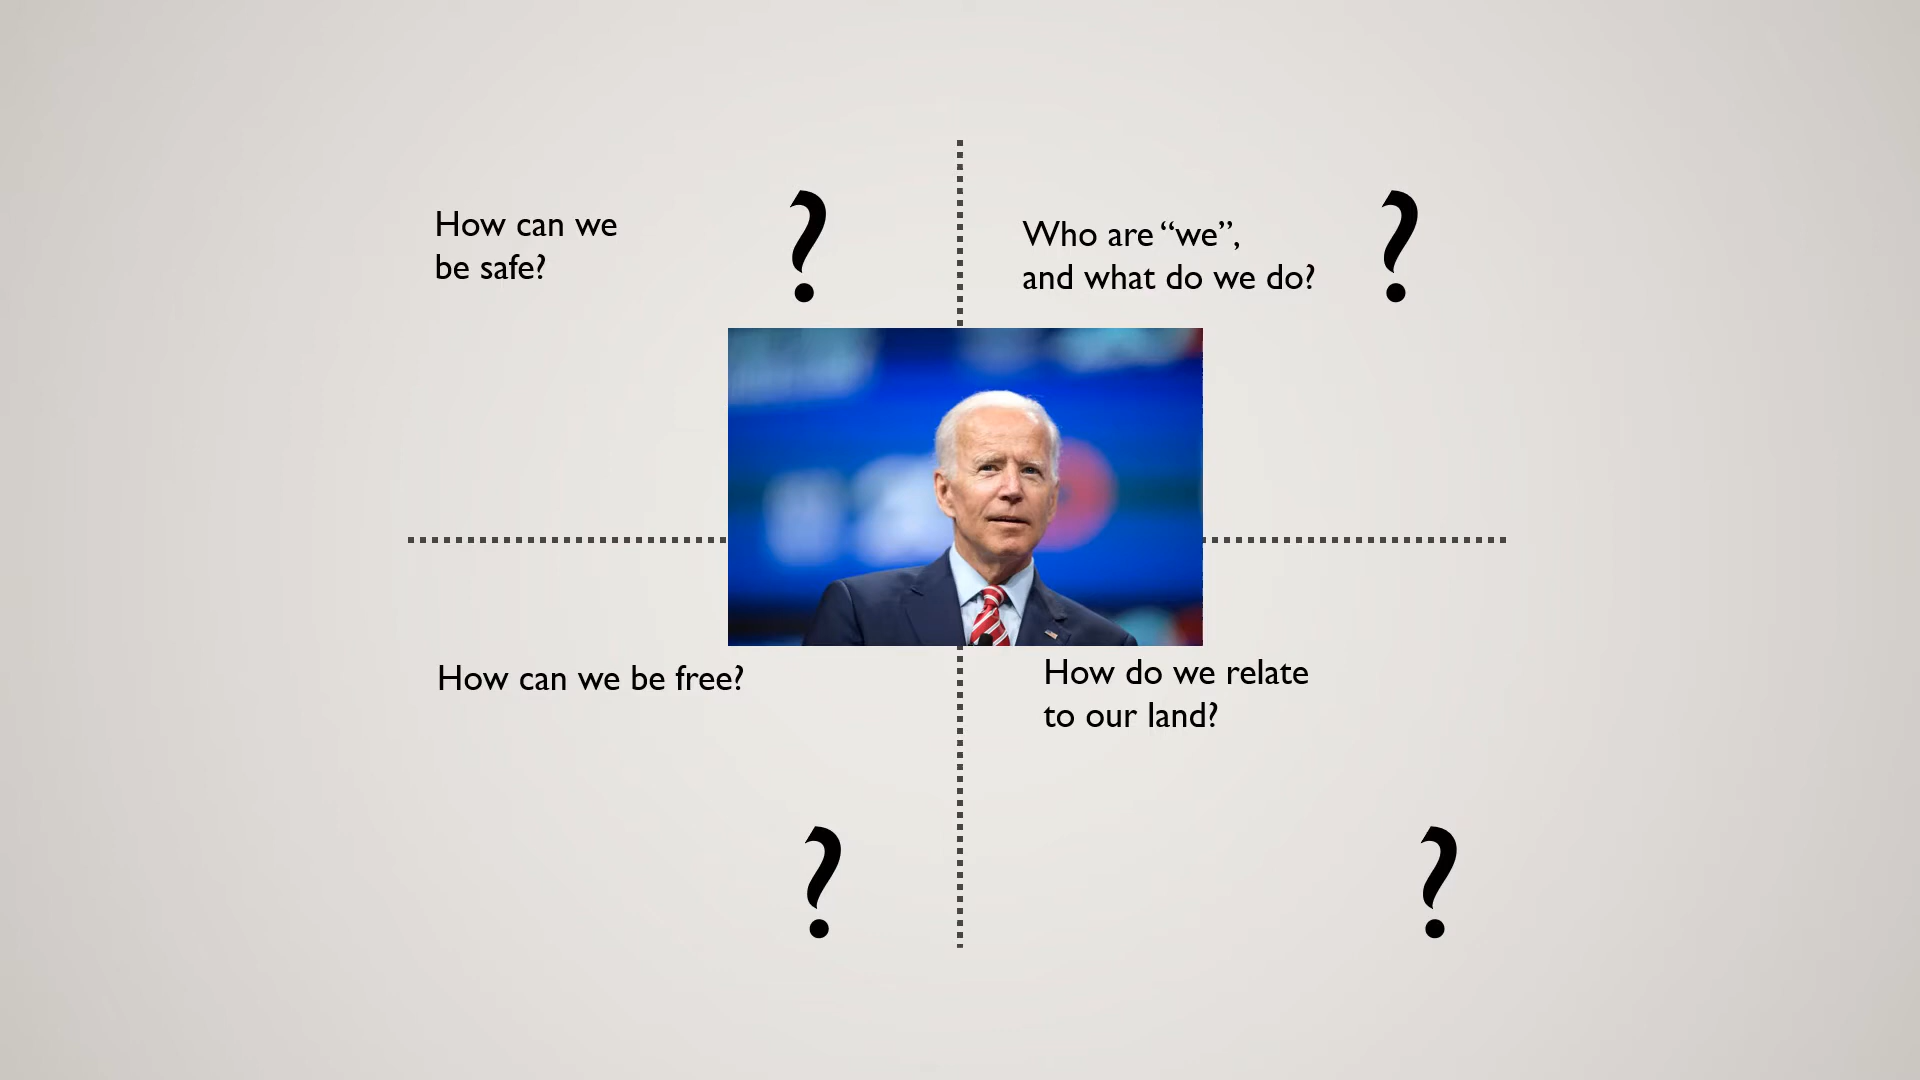 How can we
be safe?
?
Who are “we”,
and what do we do?
?
How can we be free?
?
How do we relate
to our land?
?